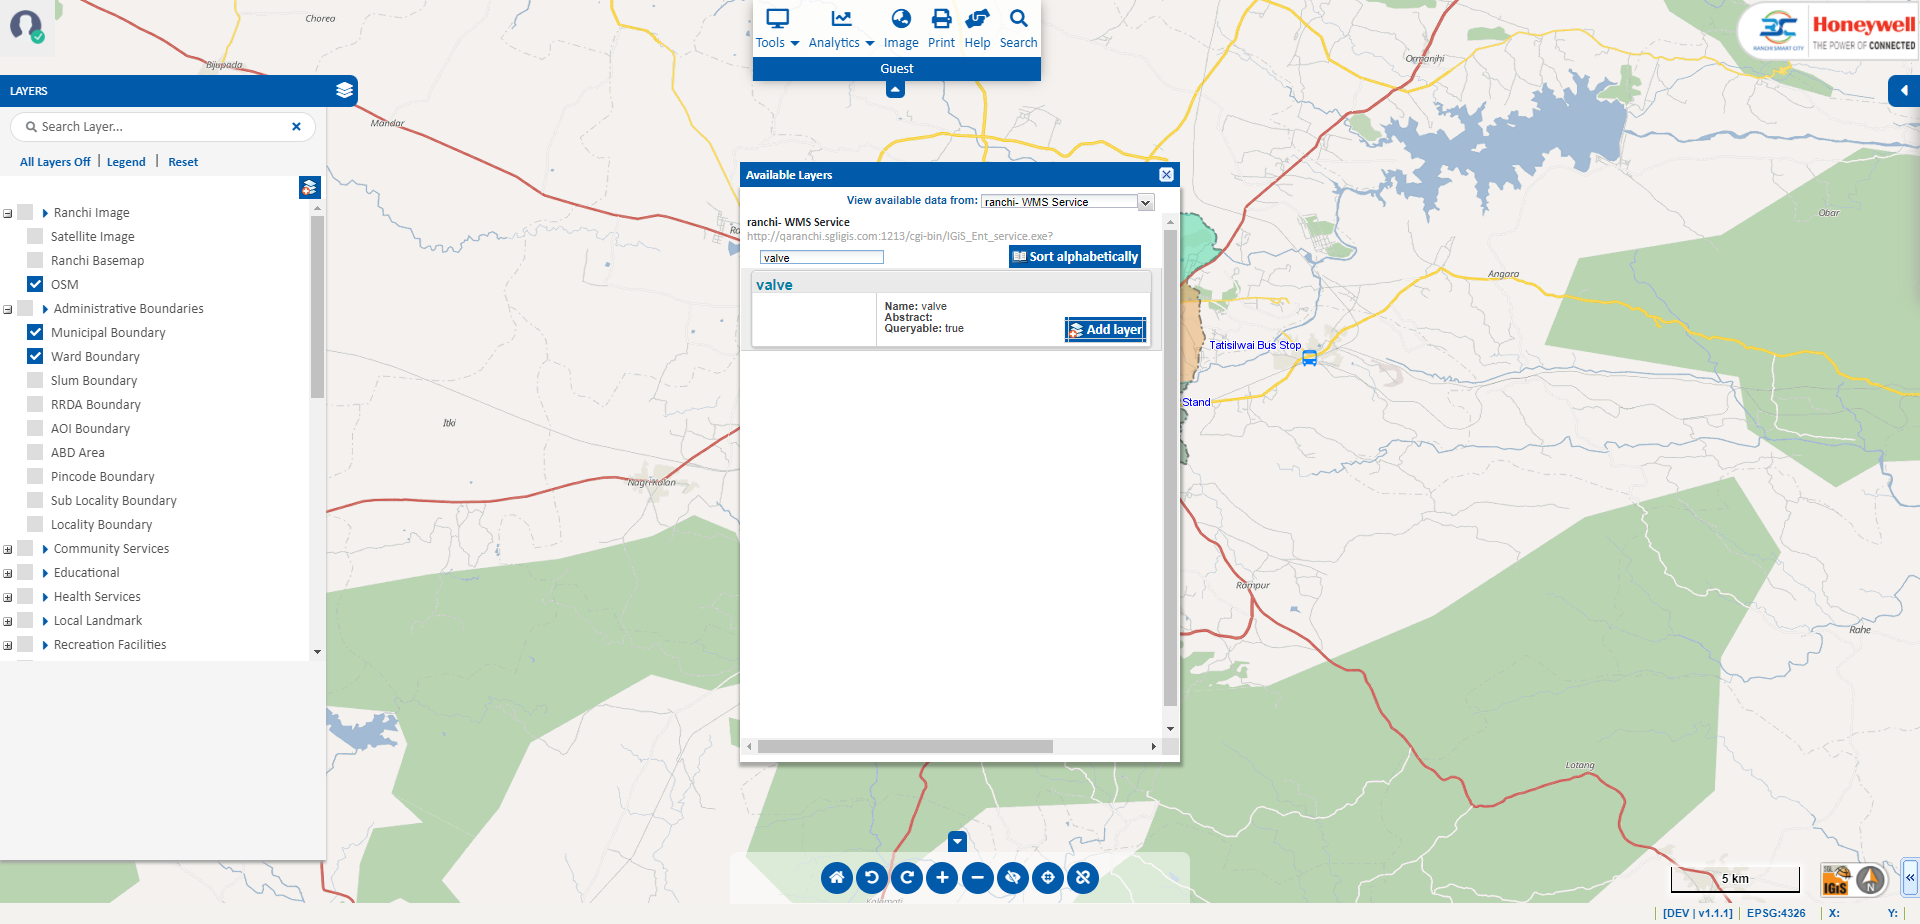 Chorea
Bijupada
Mandar
Tools
Analytics
Image
Print
Help
Search
Guest
RANCHI SMART CITY
Honeywell
THE POWER OF CONNECTED
Ormanjhi
LAYERS
Search Layer...
All Layers Off | Legend | Reset
Ranchi Image
Satellite Image
Ranchi Basemap
OSM
Administrative Boundaries
Municipal Boundary
Ward Boundary
Slum Boundary
RRDA Boundary
AOI Boundary
ABD Area
Pincode Boundary
Sub Locality Boundary
Locality Boundary
Community Services
Educational
Health Services
Local Landmark
Recreation Facilities
Available Layers
View available data from: ranchi- WMS Service
ranchi- WMS Service
http://qaranchi.sgligis.com:1213/cgi-bin/IGiS_Ent_service.exe?
valve
Sort alphabetically
valve
Name: valve
Abstract:
Queryable: true
Add layer
Itki
Nagri Kalan
Obar
Angara
Tatisilwai Bus Stop
Stand
Rampur
Rahe
Lotang
Kalamati
5 km
IGiS
N
[DEV | v1.1.1] | EPSG:4326 | X: Y: